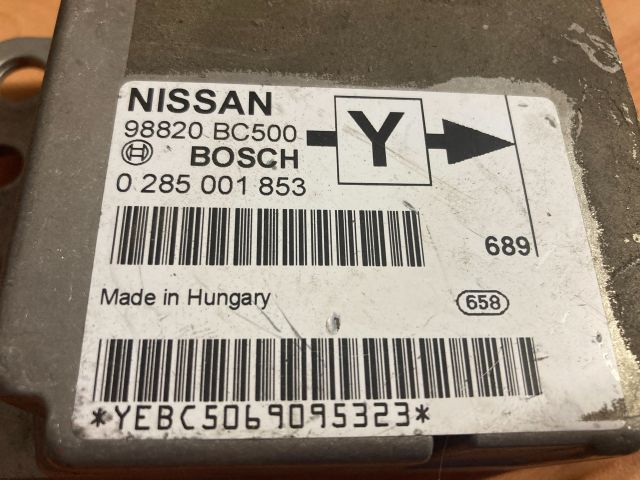 NISSAN
98820 BC500
BOSCH
0 285 001 853
Y
689
Made in Hungary
658
*YEBC5069095323*